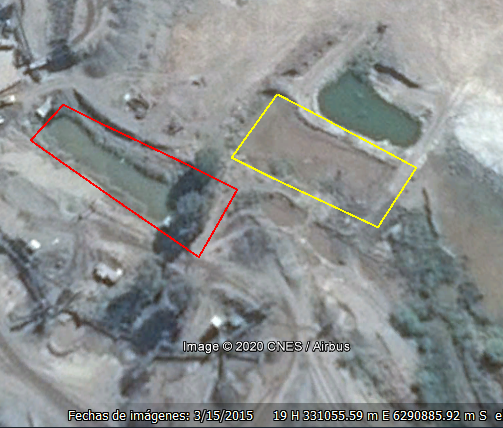 Image © 2020 CNES / Airbus
Fechas de imágenes: 3/15/2015 19 H 331055.59 m E 6290885.92 m S e